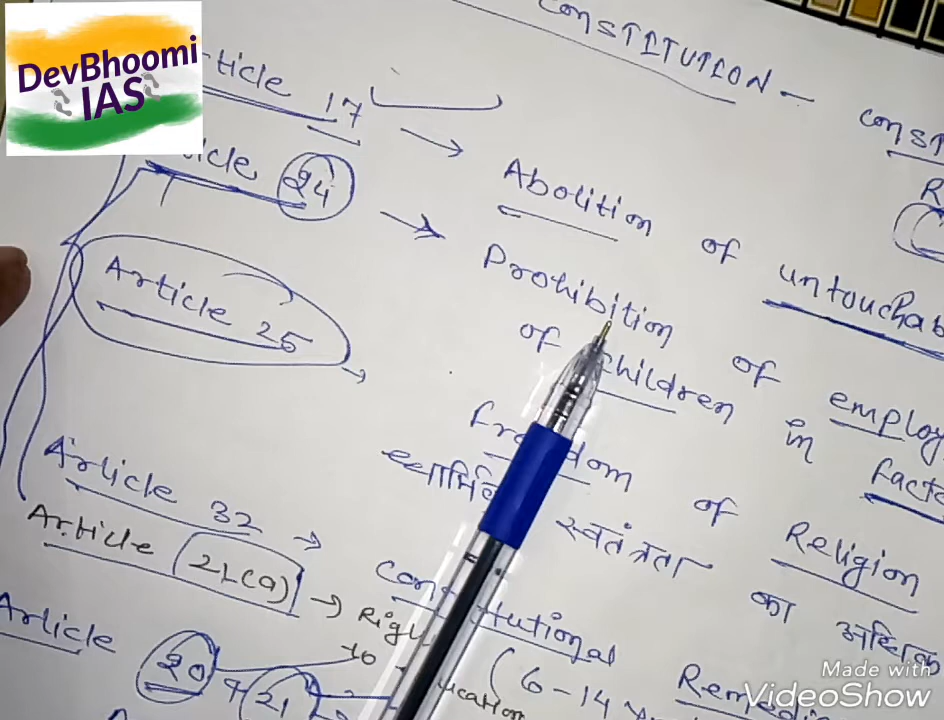 DevBhoomi
IAS
CONSTITUTION -
Article 17 → Abolition of untouchab
Article 24 → Prohibition of employ
of children in facto
Article 25 → Freedom of Religion
धार्मि स्वतंत्रता का अधिक
Article 32 → Constitutional Remedi
Article 21(a) → Right to
(6-14
Article 20 व 21
Made with
VideoShow